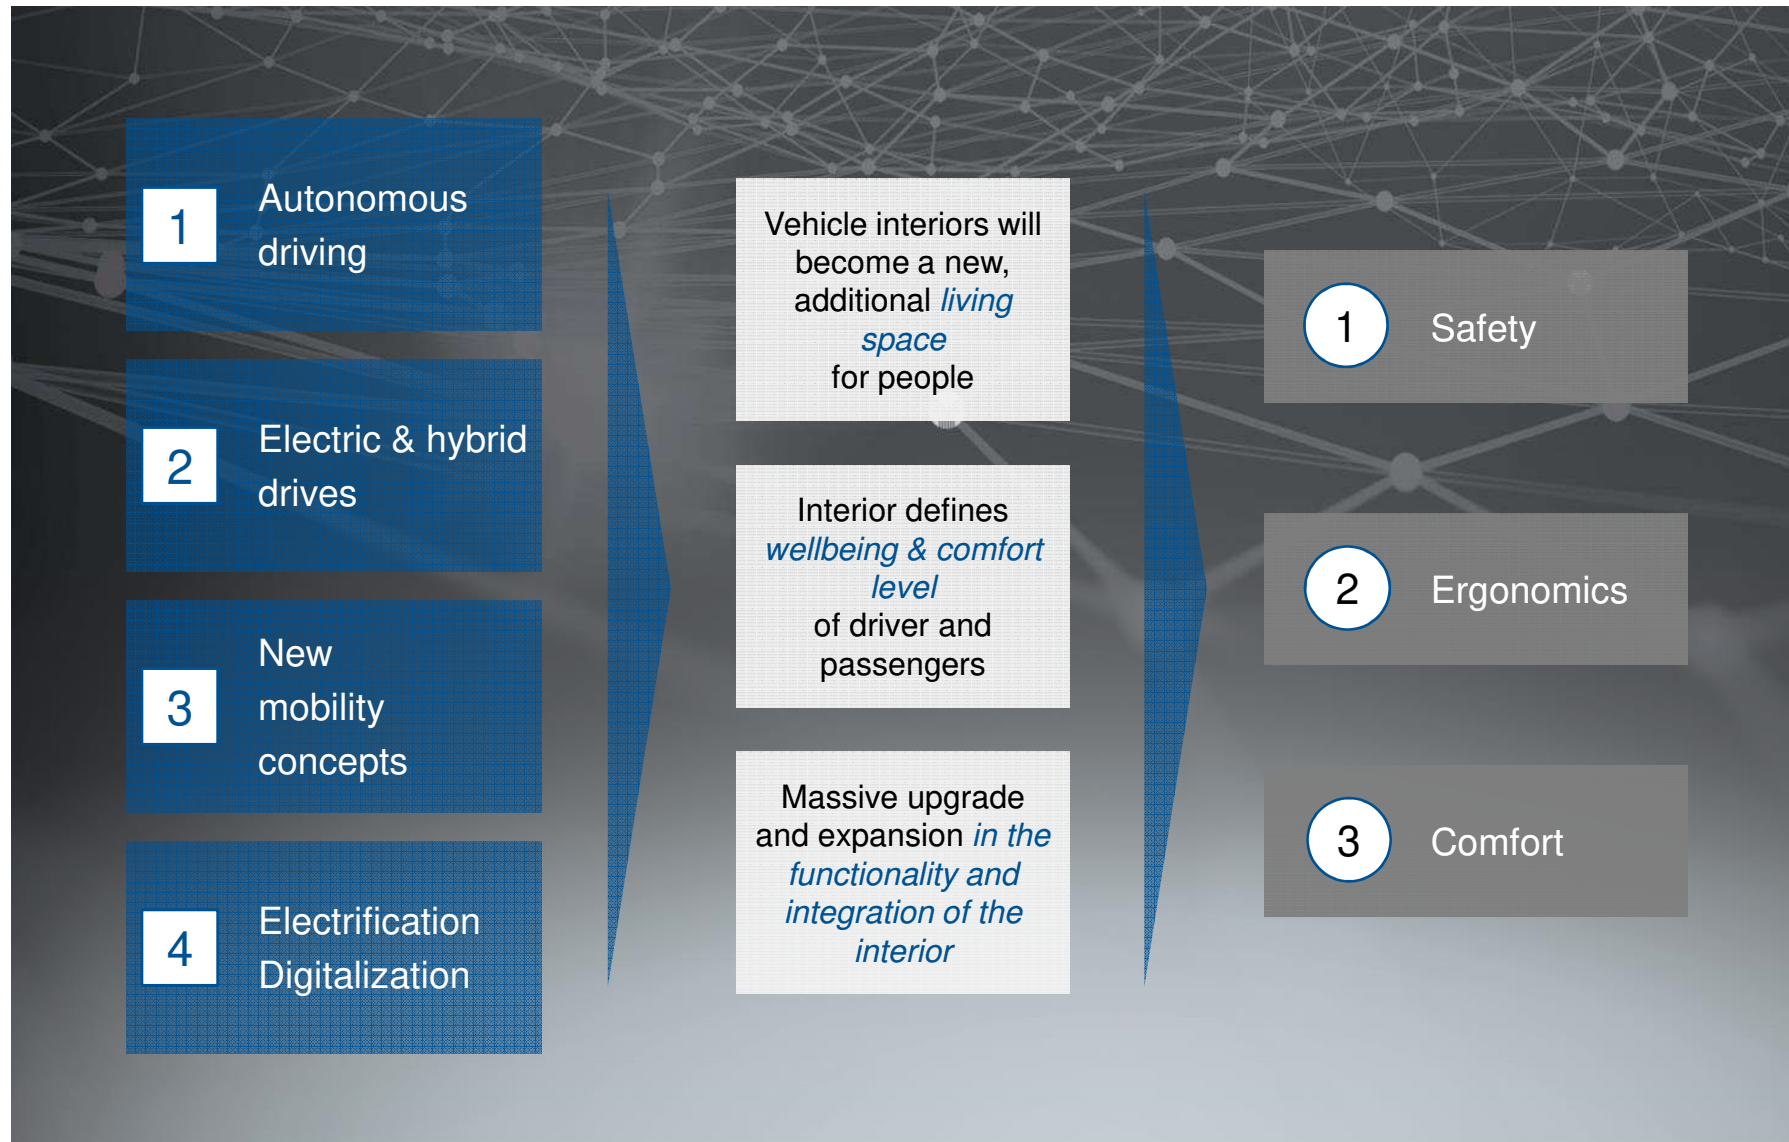 1
Autonomous
driving
2
Electric & hybrid
drives
3
New
mobility
concepts
4
Electrification
Digitalization
Vehicle interiors will
become a new,
additional living
space
for people
Interior defines
wellbeing & comfort
level
of driver and
passengers
Massive upgrade
and expansion in the
functionality and
integration of the
interior
1
Safety
2
Ergonomics
3
Comfort